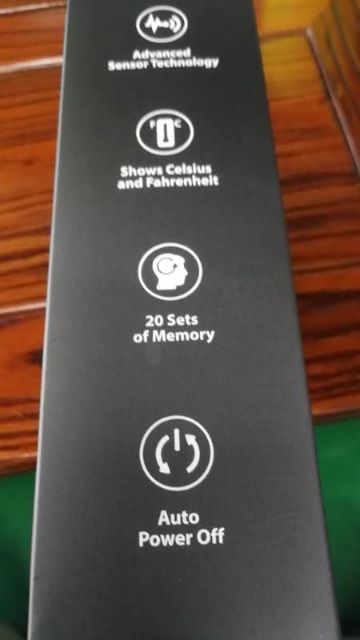 Advanced
Sensor Technology
F C
Shows Celsius
and Fahrenheit
20 Sets
of Memory
Auto
Power Off